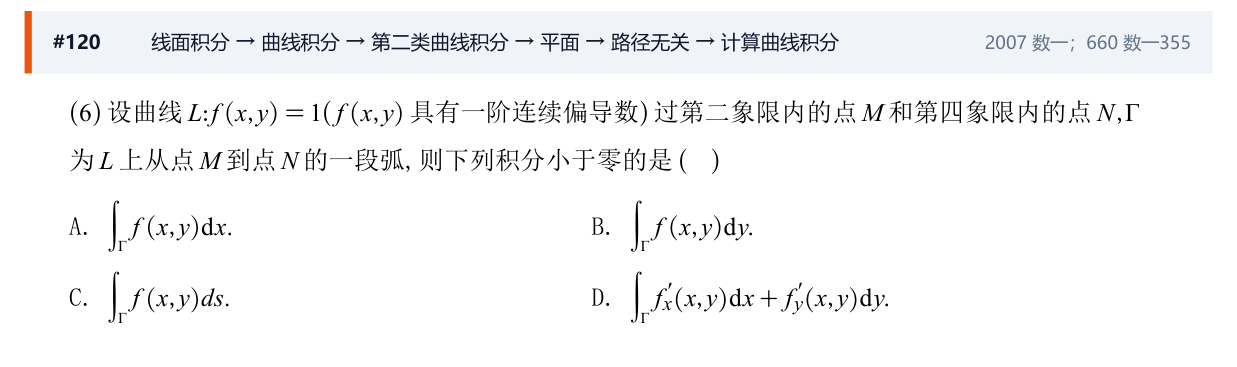 #120 线面积分 → 曲线积分 → 第二类曲线积分 → 平面 → 路径无关 → 计算曲线积分 2007 数一；660 数一355
(6) 设曲线 L:f(x,y) = 1(f(x,y) 具有一阶连续偏导数) 过第二象限内的点 M 和第四象限内的点 N,Γ
为 L 上从点 M 到点 N 的一段弧, 则下列积分小于零的是 ( )
A. ∫_Γ f(x,y)dx. B. ∫_Γ f(x,y)dy.
C. ∫_Γ f(x,y)ds. D. ∫_Γ f′_x(x,y)dx + f′_y(x,y)dy.